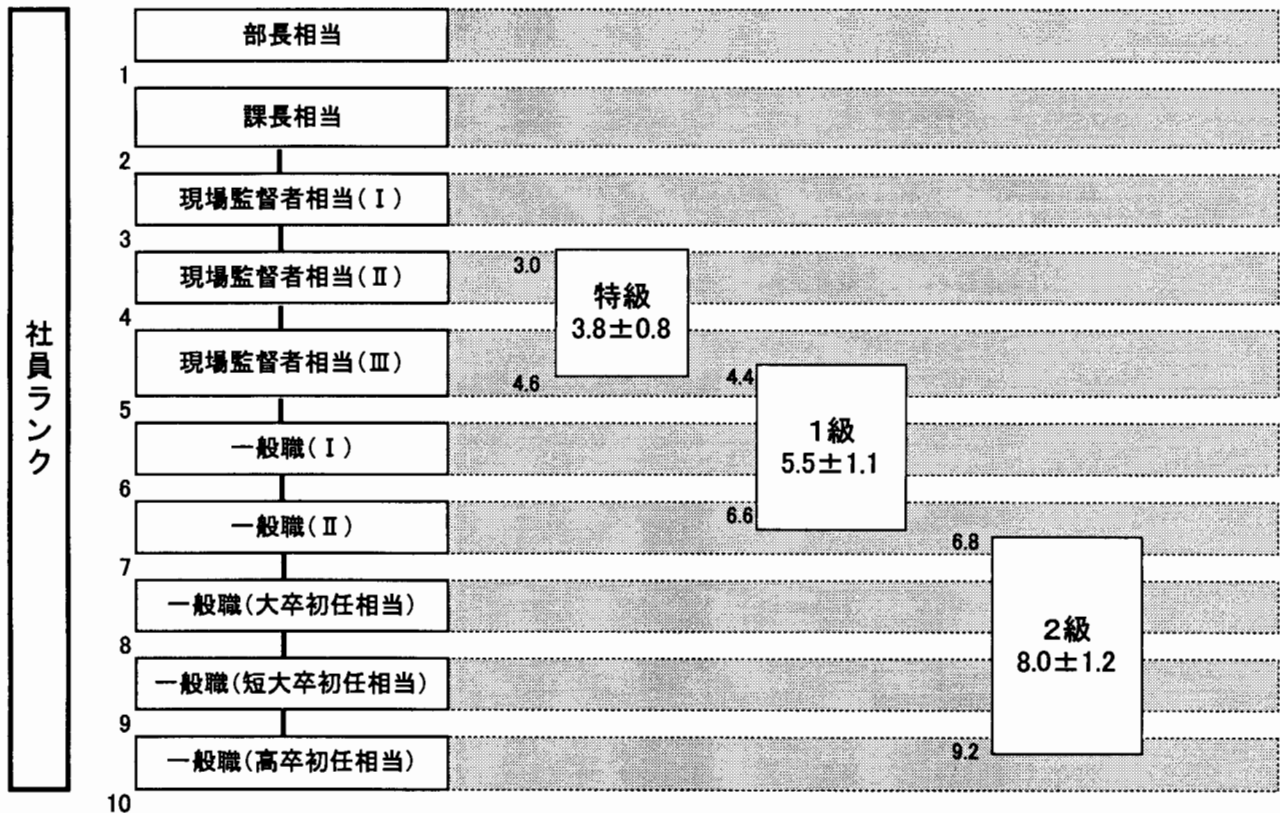 社員ランク
部長相当
1
課長相当
2
現場監督者相当(Ⅰ)
3
現場監督者相当(Ⅱ)
4
現場監督者相当(Ⅲ)
5
一般職(Ⅰ)
6
一般職(Ⅱ)
7
一般職(大卒初任相当)
8
一般職(短大卒初任相当)
9
一般職(高卒初任相当)
10
3.0
特級
3.8±0.8
4.6
4.4
1級
5.5±1.1
6.6
6.8
2級
8.0±1.2
9.2